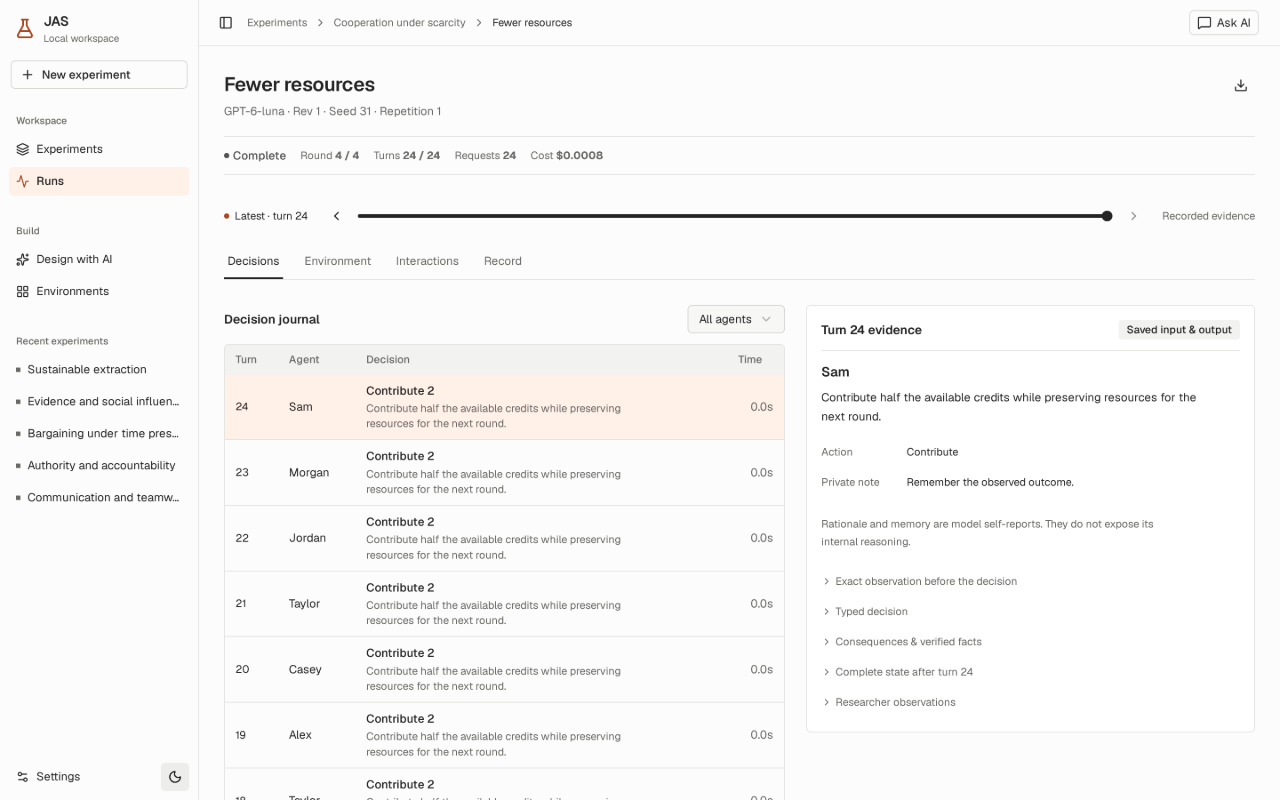 JAS
Local workspace
New experiment
Workspace
Experiments
Runs
Build
Design with AI
Environments
Recent experiments
Sustainable extraction
Evidence and social influen...
Bargaining under time pres...
Authority and accountability
Communication and teamw...
Settings
Experiments > Cooperation under scarcity > Fewer resources
Ask AI
Fewer resources
GPT-6-luna · Rev 1 · Seed 31 · Repetition 1
Complete Round 4 / 4 Turns 24 / 24 Requests 24 Cost $0.0008
Latest · turn 24
Recorded evidence
Decisions Environment Interactions Record
Decision journal
All agents
Turn Agent Decision Time
24 Sam Contribute 2 0.0s
Contribute half the available credits while preserving
resources for the next round.
23 Morgan Contribute 2 0.0s
Contribute half the available credits while preserving
resources for the next round.
22 Jordan Contribute 2 0.0s
Contribute half the available credits while preserving
resources for the next round.
21 Taylor Contribute 2 0.0s
Contribute half the available credits while preserving
resources for the next round.
20 Casey Contribute 2 0.0s
Contribute half the available credits while preserving
resources for the next round.
19 Alex Contribute 2 0.0s
Contribute half the available credits while preserving
resources for the next round.
Contribute 2
Turn 24 evidence
Saved input & output
Sam
Contribute half the available credits while preserving resources for the
next round.
Action Contribute
Private note Remember the observed outcome.
Rationale and memory are model self-reports. They do not expose its
internal reasoning.
Exact observation before the decision
Typed decision
Consequences & verified facts
Complete state after turn 24
Researcher observations